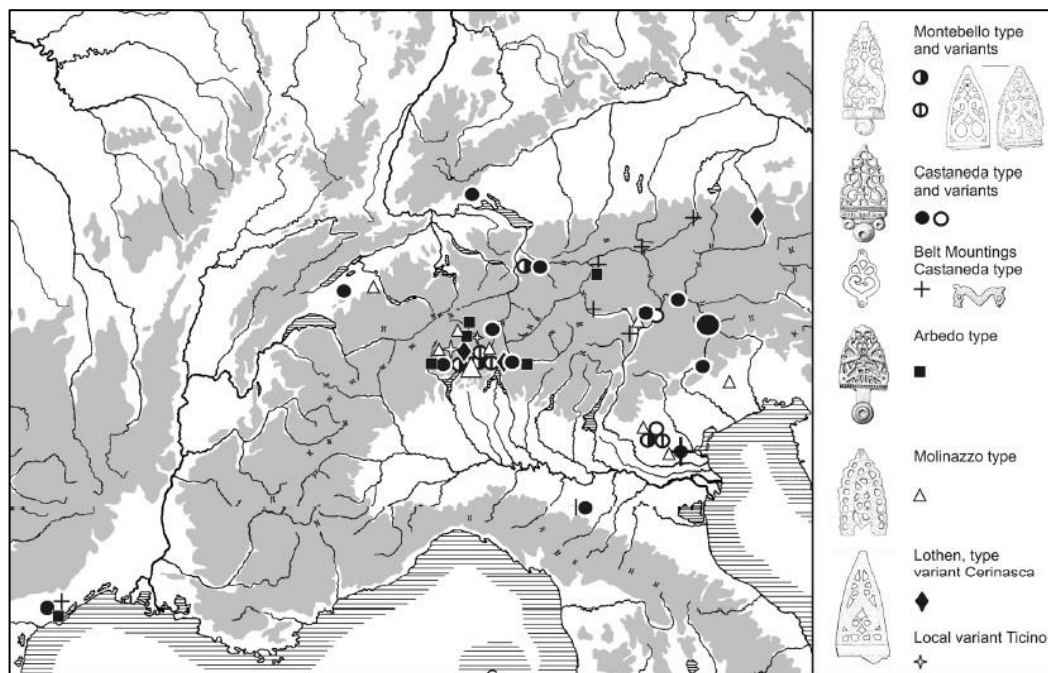 Montebello type
and variants
Castaneda type
and variants
Belt Mountings
Castaneda type
Arbedo type
Molinazzo type
Lothen, type
variant Cerinasca
Local variant Ticino